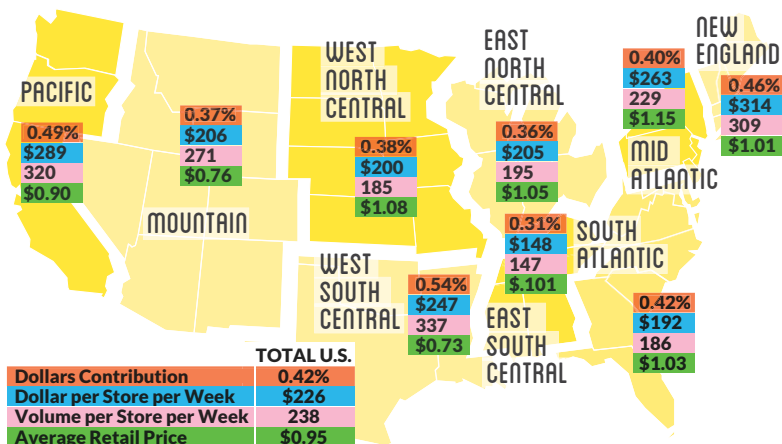 PACIFIC
0.49%
$289
320
$0.90
0.37%
$206
271
$0.76
MOUNTAIN
WEST
NORTH
CENTRAL
0.38%
$200
185
$1.08
EAST
NORTH
CENTRAL
0.36%
$205
195
$1.05
0.40%
$263
229
$1.15
MID
ATLANTIC
NEW
ENGLAND
0.46%
$314
309
$1.01
WEST
SOUTH
CENTRAL
0.54%
$247
337
$0.73
0.31%
$148
147
$.101
EAST
SOUTH
CENTRAL
SOUTH
ATLANTIC
0.42%
$192
186
$1.03
TOTAL U.S.
Dollars Contribution 0.42%
Dollar per Store per Week $226
Volume per Store per Week 238
Average Retail Price $0.95